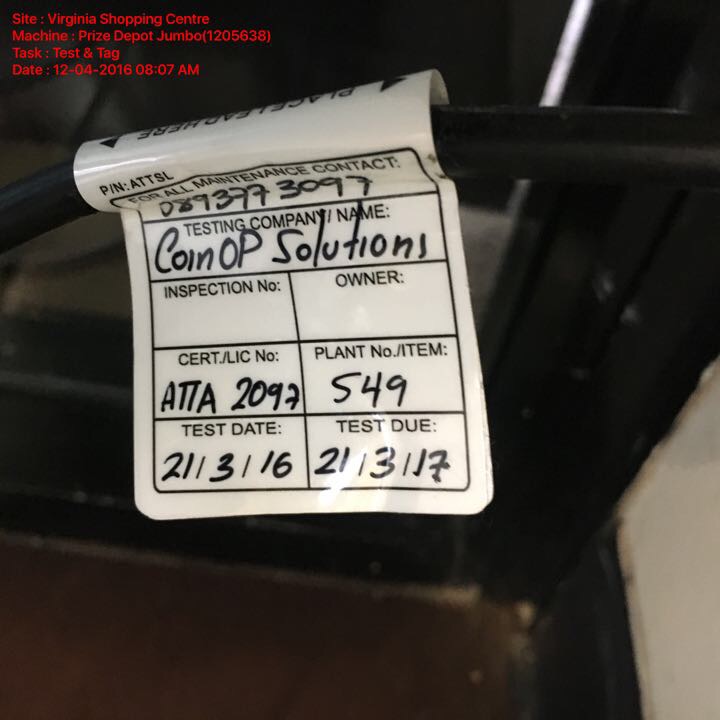 Site : Virginia Shopping Centre
Machine : Prize Depot Jumbo(1205638)
Task : Test & Tag
Date : 12-04-2016 08:07 AM
PLACE LEAD HERE
P/N: ATTSL
FOR ALL MAINTENANCE CONTACT:
0893773097
TESTING COMPANY/ NAME:
CoinOP Solutions
INSPECTION No: OWNER:
CERT./LIC No: PLANT No./ITEM:
ATTA 2097 549
TEST DATE: TEST DUE:
21/3/16 21/3/17